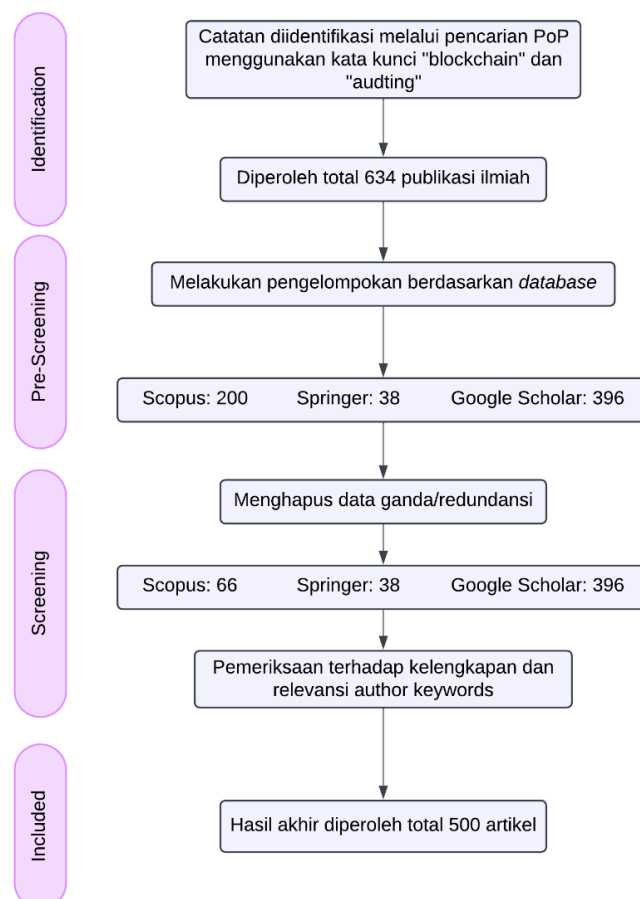 Identification
Catatan diidentifikasi melalui pencarian PoP
menggunakan kata kunci "blockchain" dan
"audting"
Diperoleh total 634 publikasi ilmiah
Pre-Screening
Melakukan pengelompokan berdasarkan database
Scopus: 200 Springer: 38 Google Scholar: 396
Screening
Menghapus data ganda/redundansi
Scopus: 66 Springer: 38 Google Scholar: 396
Pemeriksaan terhadap kelengkapan dan
relevansi author keywords
Included
Hasil akhir diperoleh total 500 artikel